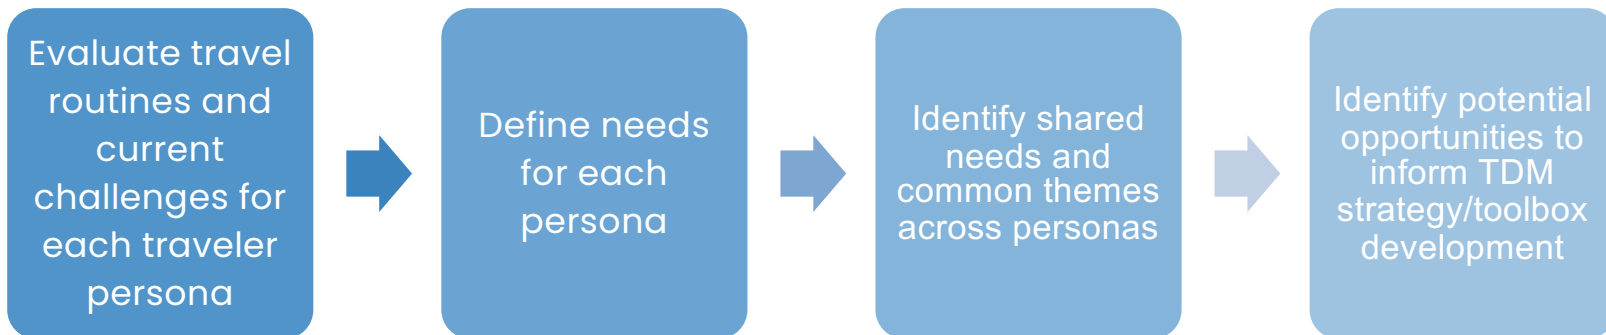 Evaluate travel
routines and
current
challenges for
each traveler
persona
Define needs
for each
persona
Identify shared
needs and
common themes
across personas
Identify potential
opportunities to
inform TDM
strategy/toolbox
development